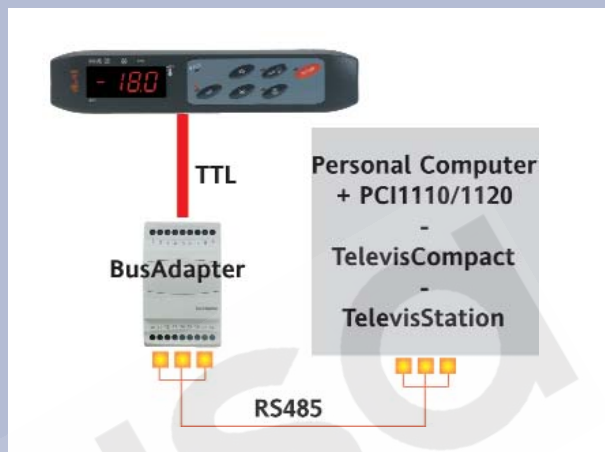 - 18.0
TTL
Personal Computer
+ PCI1110/1120
-
TelevisCompact
-
TelevisStation
BusAdapter
RS485